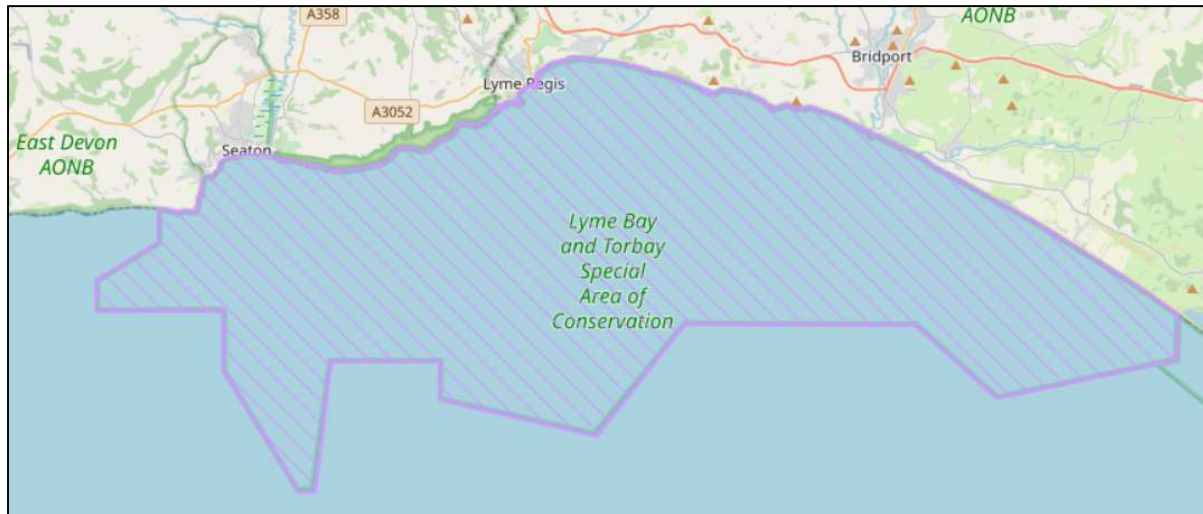 A358
AONB
Bridport
Lyme Regis
A3052
East Devon
AONB
Seaton
Lyme Bay
and Torbay
Special
Area of
Conservation